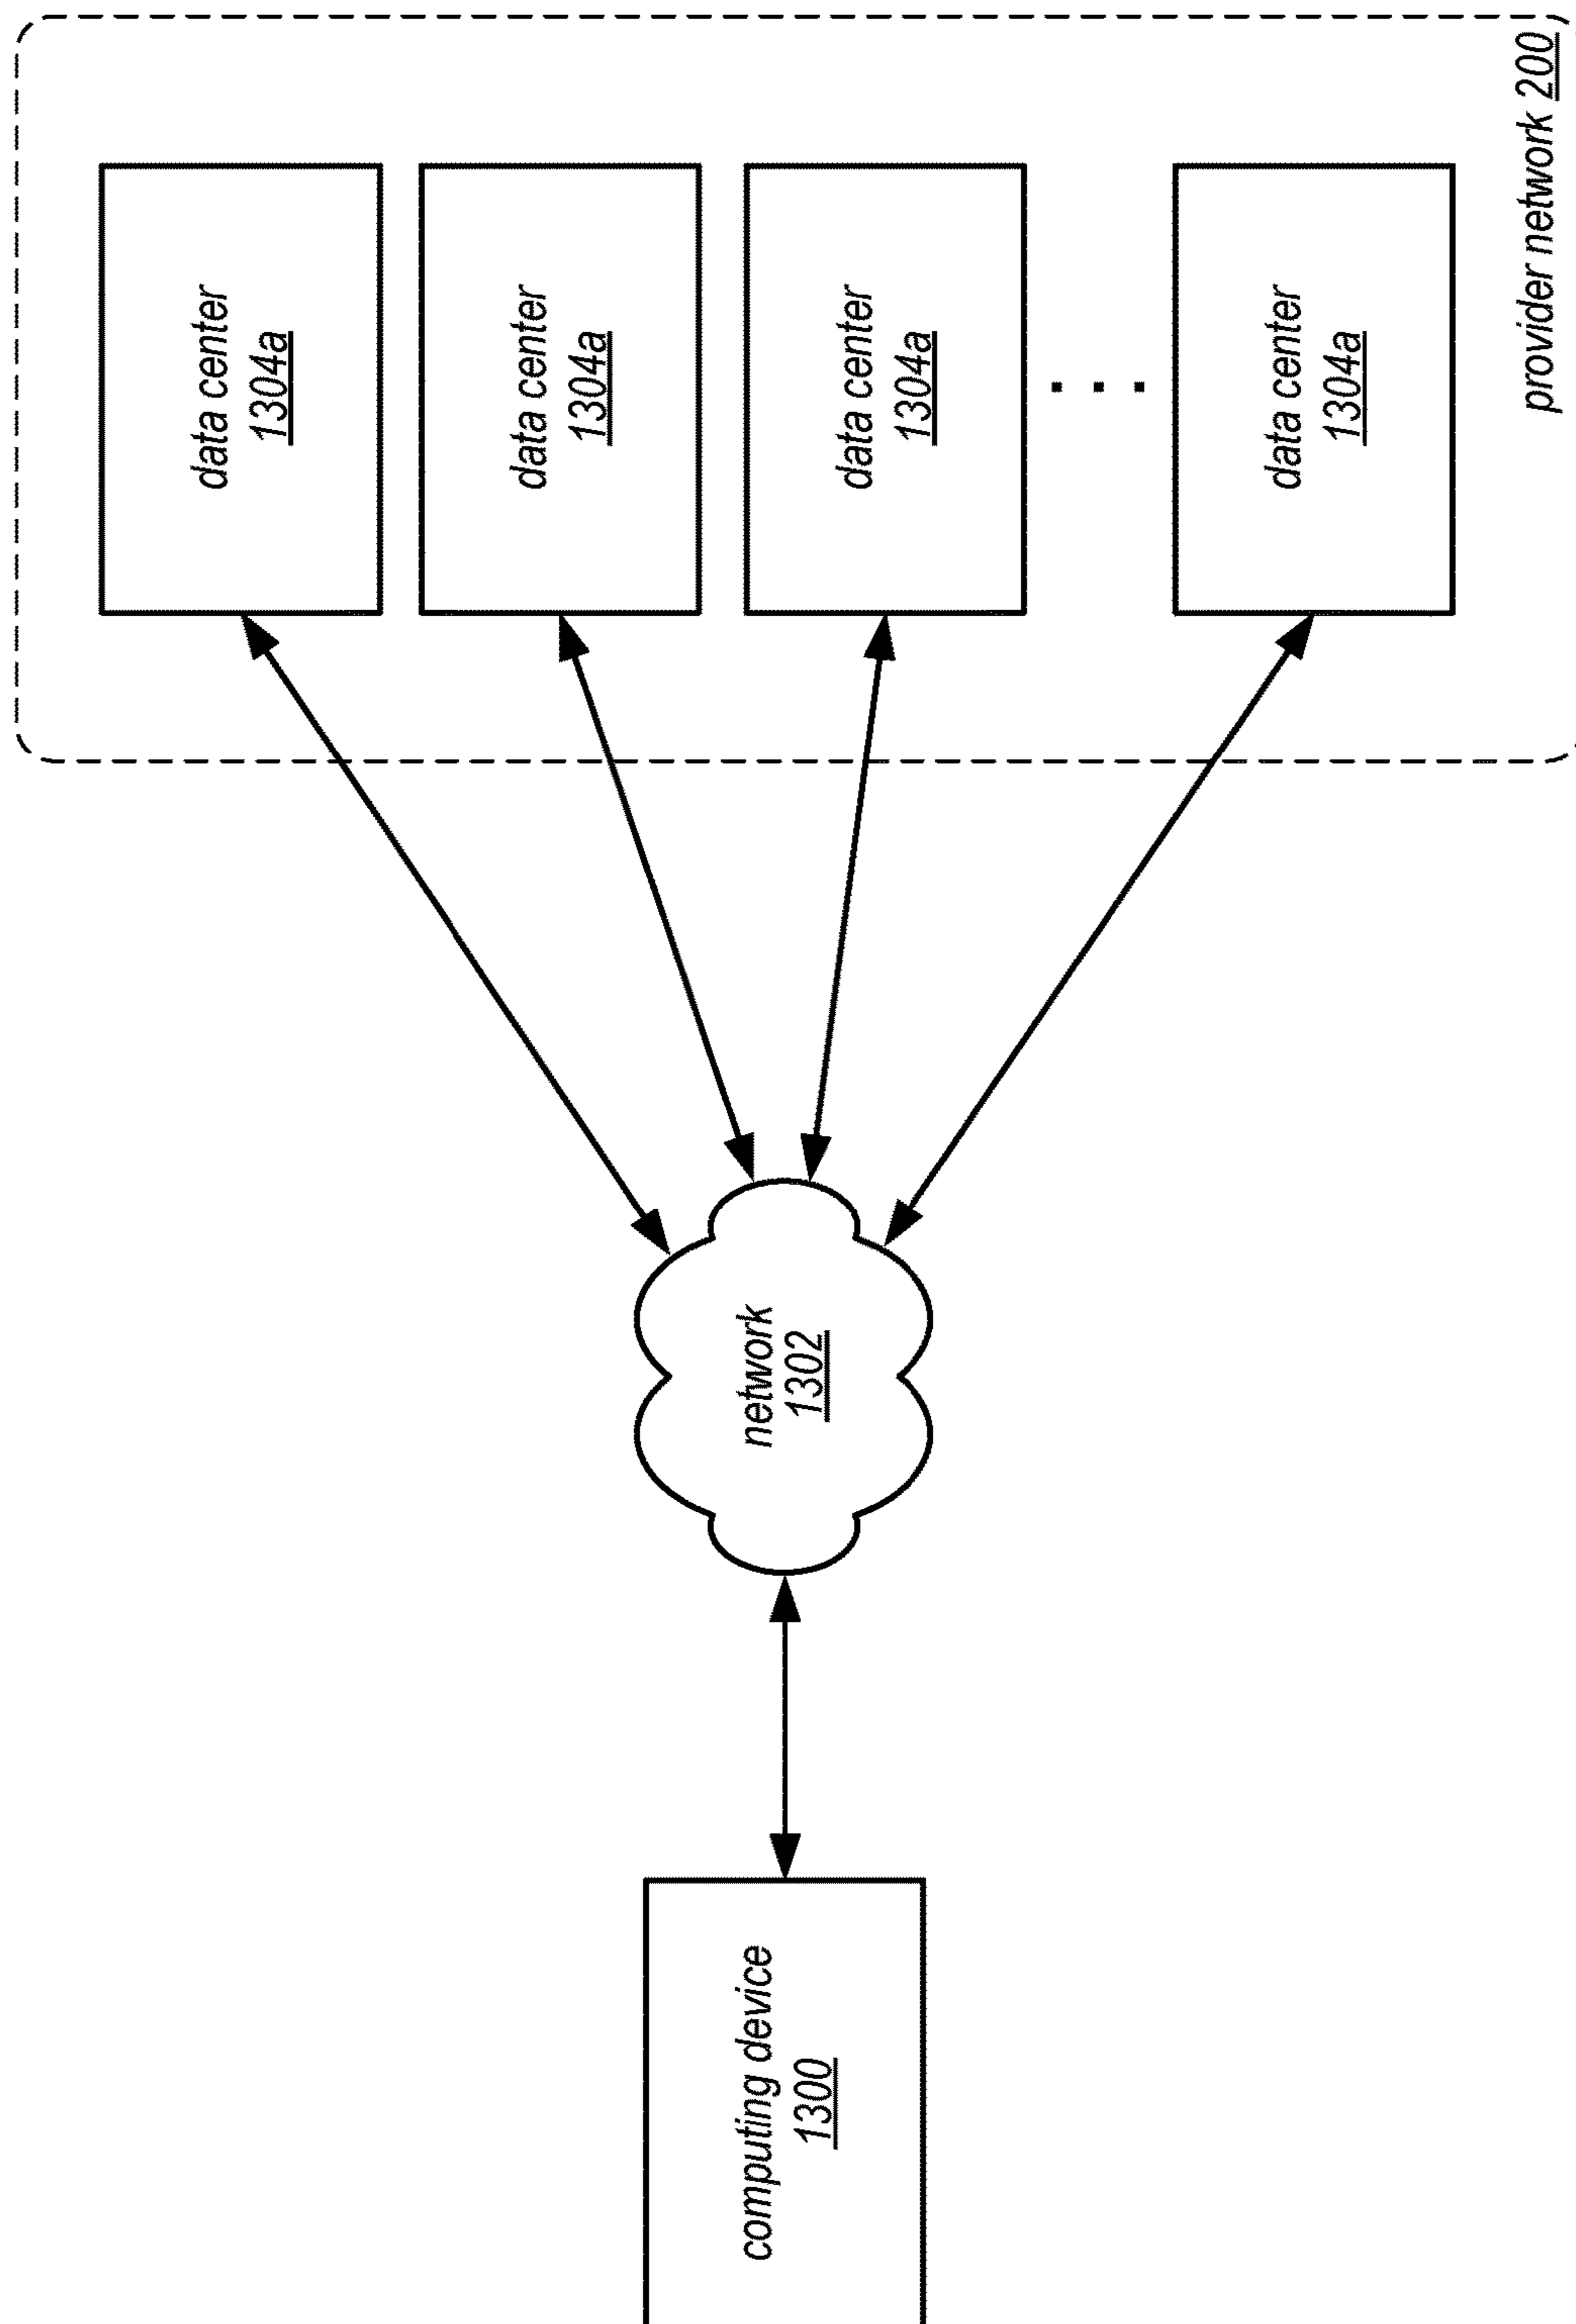 data center
1304a
data center
1304a
data center
1304a
. . .
data center
1304a
provider network 200
network
1302
computing device
1300